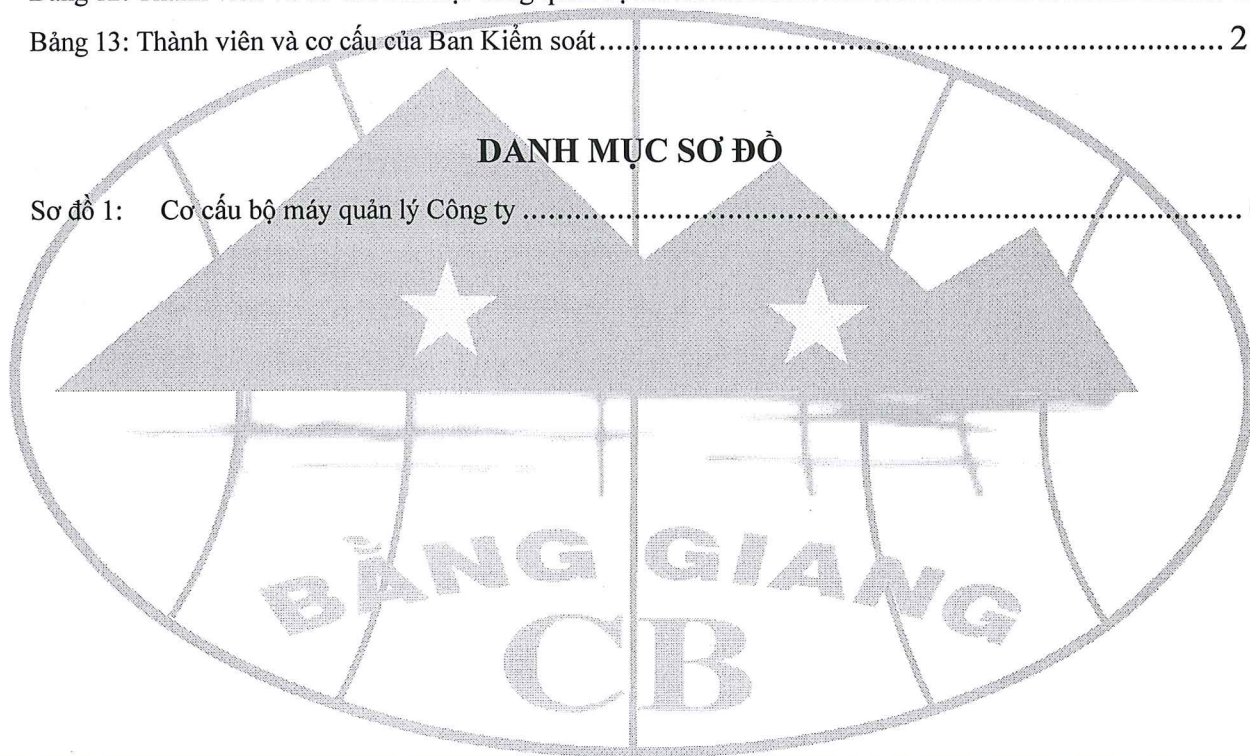 Bảng 13: Thành viên và cơ cấu của Ban Kiểm soát.......................................................................................... 2
DANH MỤC SƠ ĐỒ
Sơ đồ 1: Cơ cấu bộ máy quản lý Công ty ..........................................................................................................
BẰNG GIANG
CB